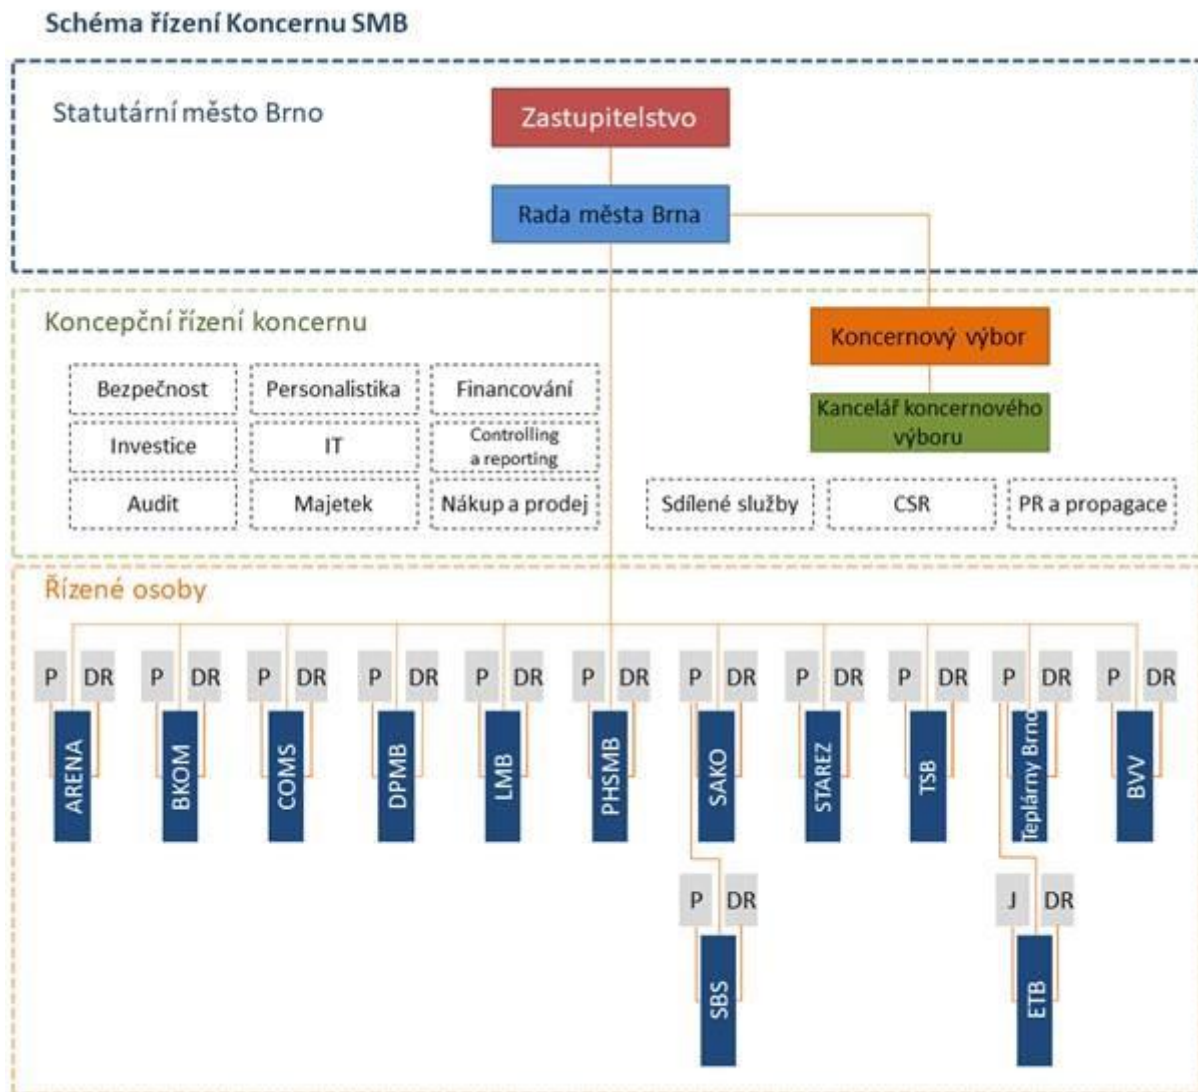 Schéma řízení Koncernu SMB
Statutární město Brno
Zastupitelstvo
Rada města Brna
Koncepční řízení koncernu
Koncernový výbor
Kancelář koncernového
výboru
Bezpečnost
Personalistika
Financování
Investice
IT
Controlling
a reporting
Audit
Majetek
Nákup a prodej
Sdílené služby
CSR
PR a propagace
Řízené osoby
P DR
P DR
P DR
P DR
P DR
P DR
P DR
P DR
P DR
P DR
P DR
ARENA
BKOM
COMS
DPMB
LMB
PHSMB
SAKO
STAREZ
TSB
Teplárny Brno
BVV
P DR
J DR
SBS
ETB